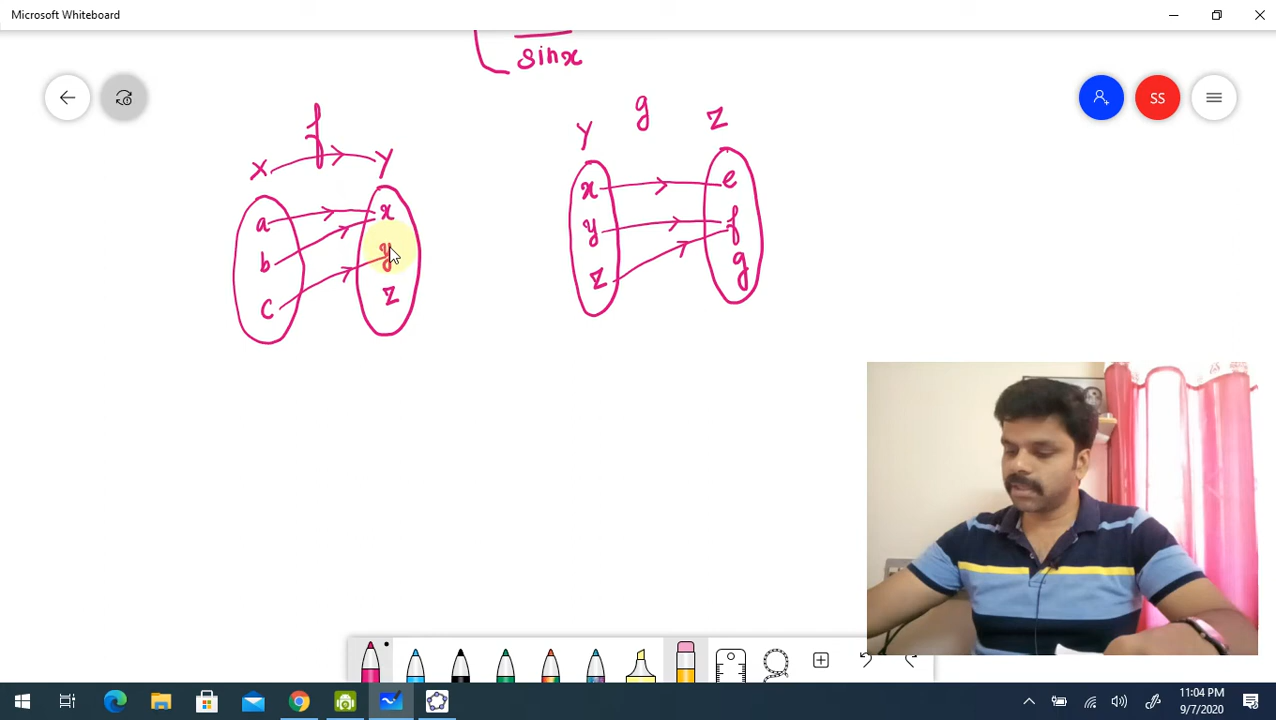 Microsoft Whiteboard
sinx
SS
f
X Y
a x
b y
c z
g
Y Z
x e
y f
z g
11:04 PM
9/7/2020